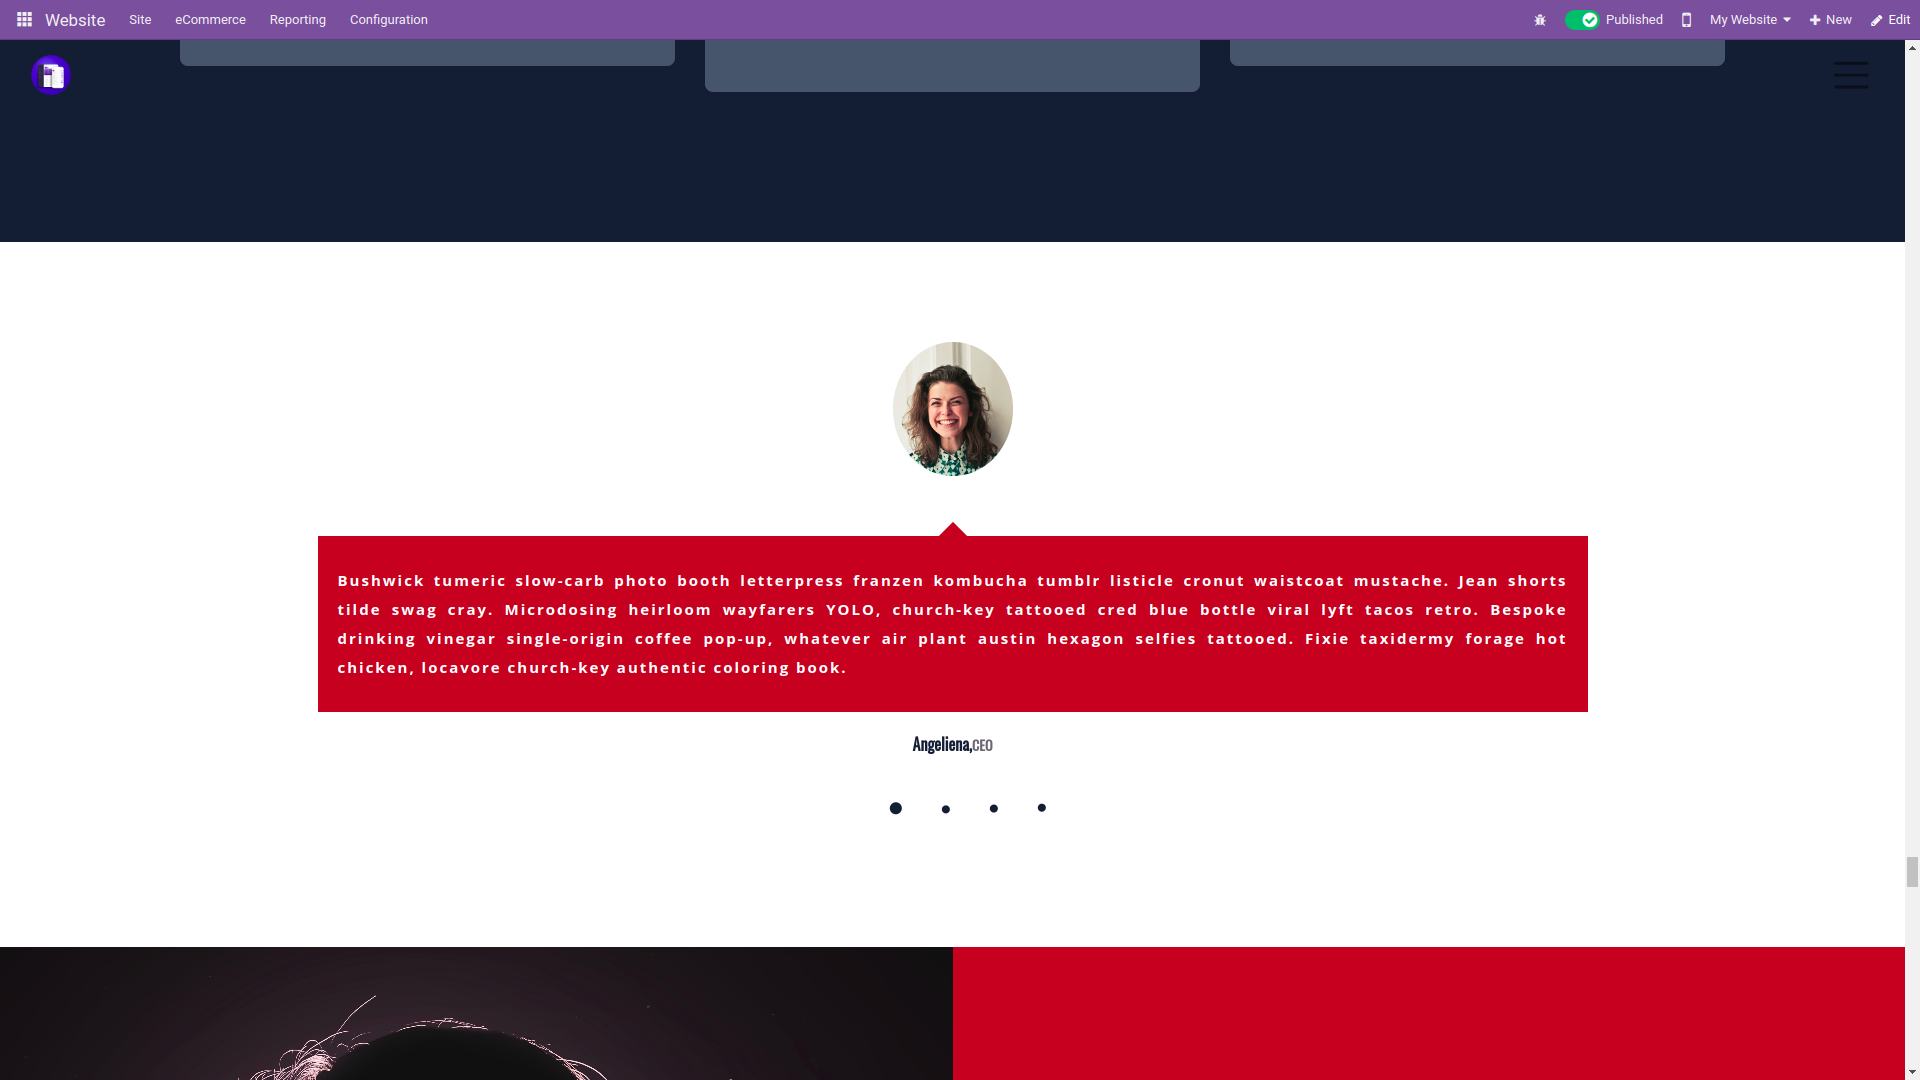 Website Site eCommerce Reporting Configuration Published My Website New Edit
Bushwick tumeric slow-carb photo booth letterpress franzen kombucha tumblr listicle cronut waistcoat mustache. Jean shorts
tilde swag cray. Microdosing heirloom wayfarers YOLO, church-key tattooed cred blue bottle viral lyft tacos retro. Bespoke
drinking vinegar single-origin coffee pop-up, whatever air plant austin hexagon selfies tattooed. Fixie taxidermy forage hot
chicken, locavore church-key authentic coloring book.
Angeliena,CEO